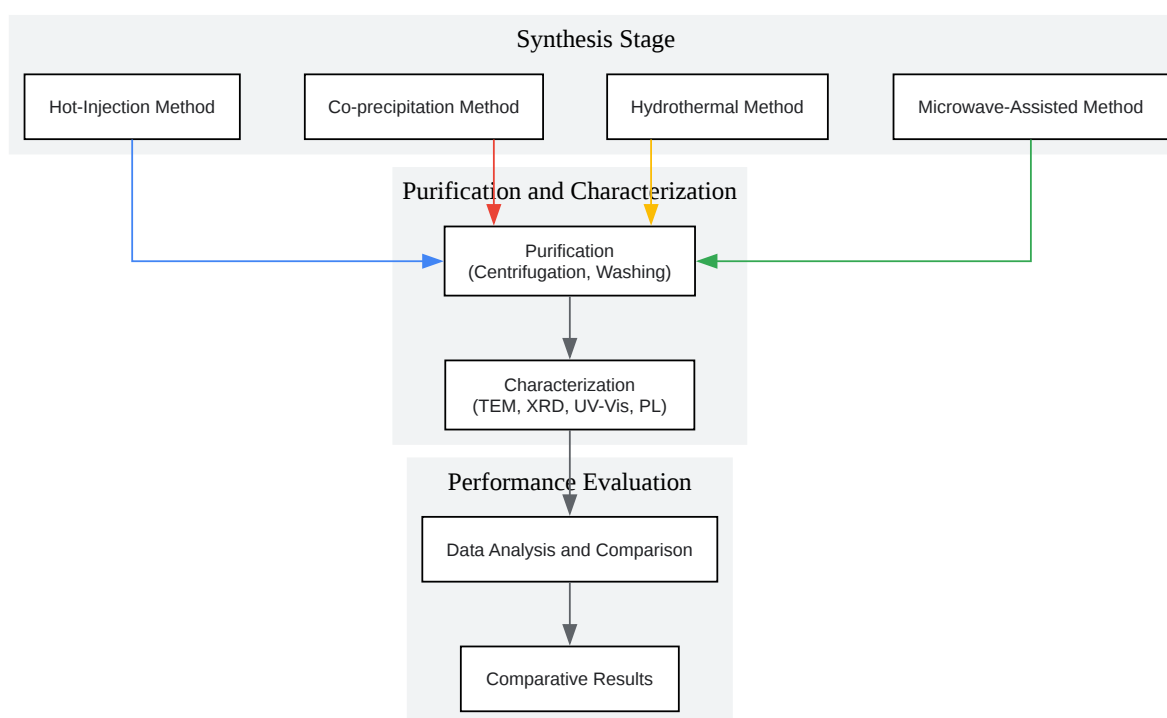 Synthesis Stage
Hot-Injection Method
Co-precipitation Method
Hydrothermal Method
Microwave-Assisted Method
Purification and Characterization
Purification
(Centrifugation, Washing)
Characterization
(TEM, XRD, UV-Vis, PL)
Performance Evaluation
Data Analysis and Comparison
Comparative Results